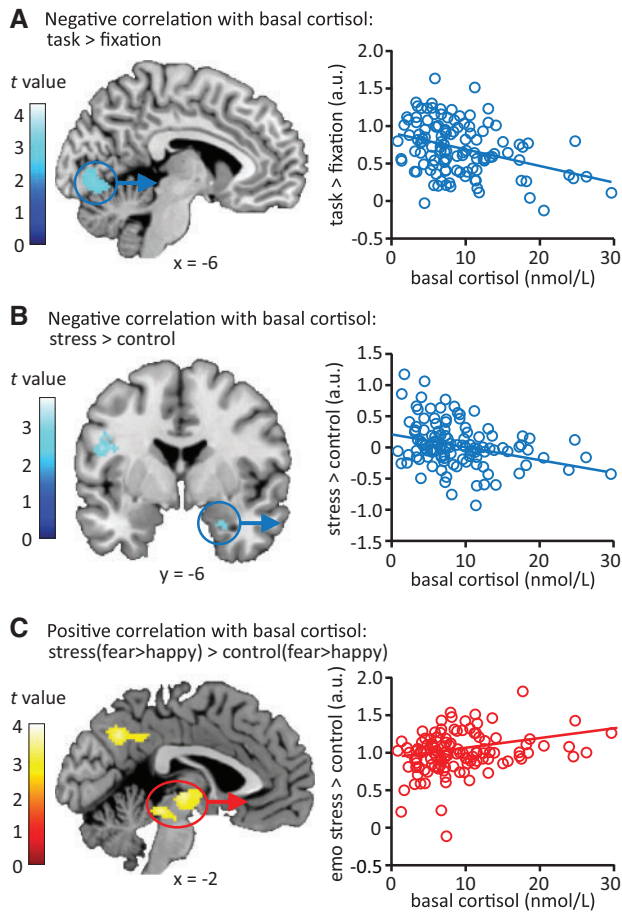 A
Negative correlation with basal cortisol:
task > fixation
t value
4
3
2
1
0
x = -6
task > fixation (a.u.)
2.0
1.5
1.0
0.5
0
-0.5
0 10 20 30
basal cortisol (nmol/L)
B
Negative correlation with basal cortisol:
stress > control
t value
3
2
1
0
y = -6
stress > control (a.u.)
1.5
1.0
0.5
0
-0.5
-1.0
-1.5
0 10 20 30
basal cortisol (nmol/L)
C
Positive correlation with basal cortisol:
stress(fear>happy) > control(fear>happy)
t value
4
3
2
1
0
x = -2
emo stress > control (a.u.)
2.0
1.5
1.0
0.5
0
-0.5
0 10 20 30
basal cortisol (nmol/L)